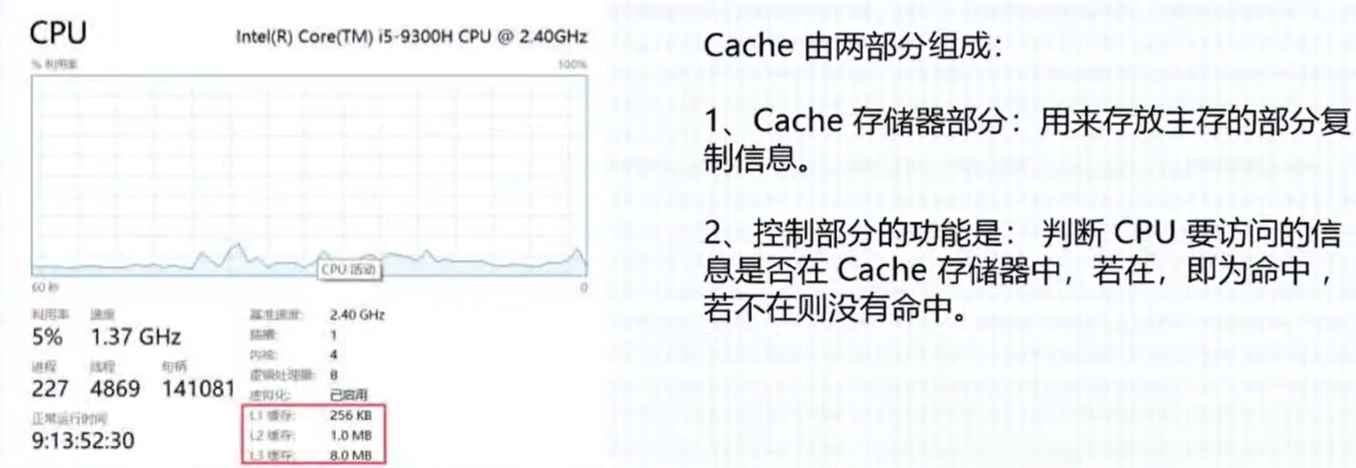 CPU
Intel(R) Core(TM) i5-9300H CPU @ 2.40GHz
% 利用率
100%
CPU 活动
60 秒
0
利用率
速度
5%
1.37 GHz
进程
线程
句柄
227
4869
141081
正常运行时间
9:13:52:30
基准速度:
2.40 GHz
插槽:
1
内核:
4
逻辑处理器:
8
虚拟化:
已启用
L1 缓存:
256 KB
L2 缓存:
1.0 MB
L3 缓存:
8.0 MB
Cache 由两部分组成：
1、Cache 存储器部分：用来存放主存的部分复
制信息。
2、控制部分的功能是： 判断 CPU 要访问的信
息是否在 Cache 存储器中，若在，即为命中，
若不在则没有命中。